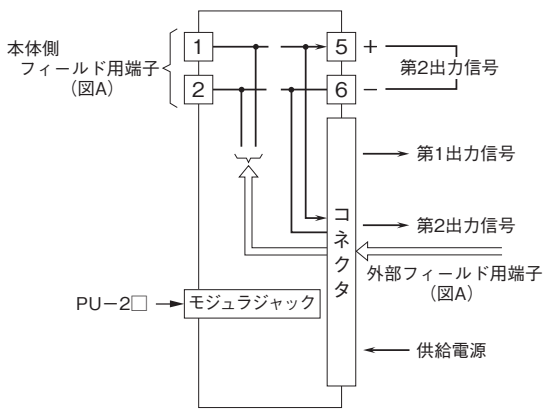 本体側
フィールド用端子
(図A)
1
2
5 +
6 −
第2出力信号
第1出力信号
第2出力信号
コネクタ
外部フィールド用端子
(図A)
PU−2□
モジュラジャック
供給電源